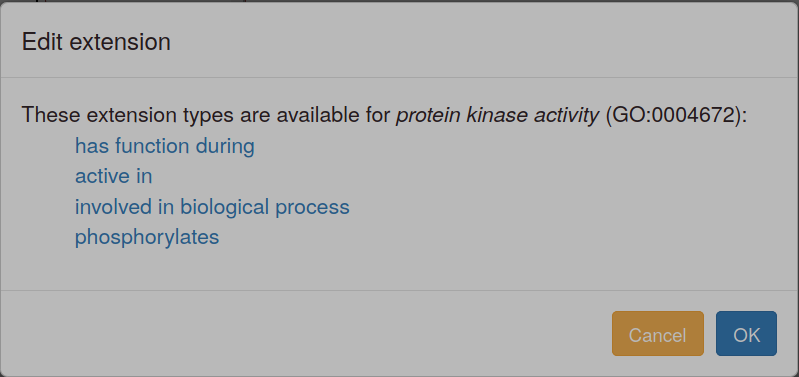 Edit extension
These extension types are available for protein kinase activity (GO:0004672):
has function during
active in
involved in biological process
phosphorylates
Cancel OK